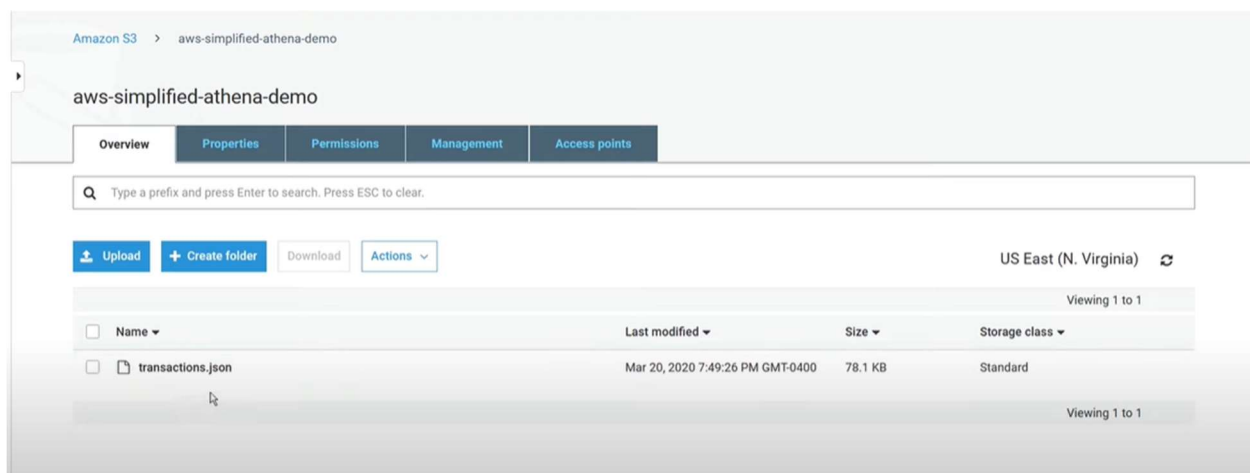 Amazon S3 > aws-simplified-athena-demo
aws-simplified-athena-demo
Overview Properties Permissions Management Access points
Type a prefix and press Enter to search. Press ESC to clear.
Upload + Create folder Download Actions
US East (N. Virginia)
Viewing 1 to 1
Name Last modified Size Storage class
transactions.json Mar 20, 2020 7:49:26 PM GMT-0400 78.1 KB Standard
Viewing 1 to 1